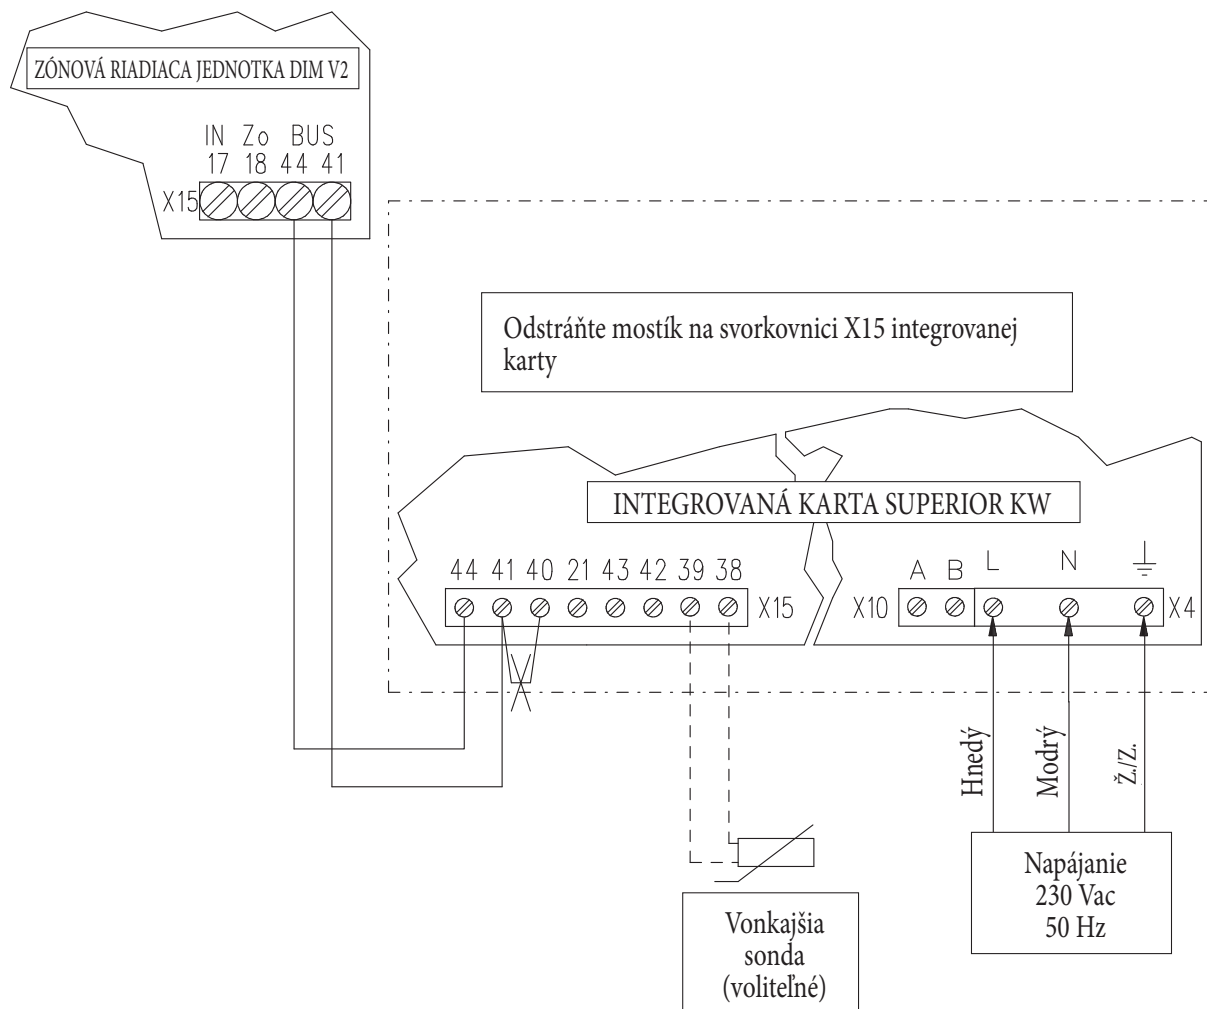 ZÓNOVÁ RIADIACA JEDNOTKA DIM V2
IN Zo BUS
17 18 44 41
X15
Odstráňte mostík na svorkovnici X15 integrovanej
karty
INTEGROVANÁ KARTA SUPERIOR KW
44 41 40 21 43 42 39 38
X15
A B L N
X10
X4
Hnedý
Modrý
Ž./Z.
Napájanie
230 Vac
50 Hz
Vonkajšia
sonda
(voliteľné)